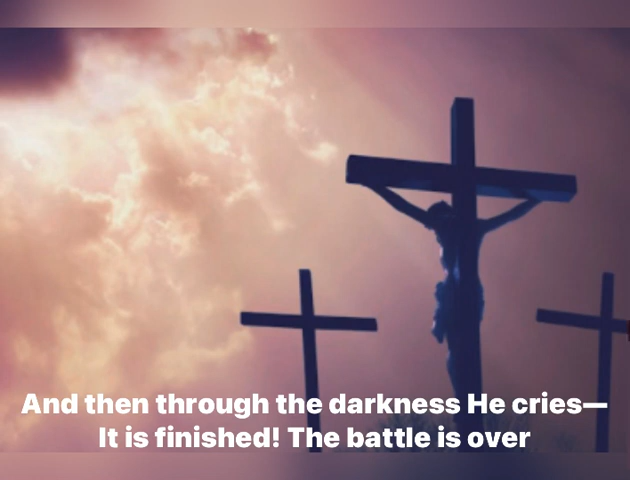 And then through the darkness He cries—
It is finished! The battle is over